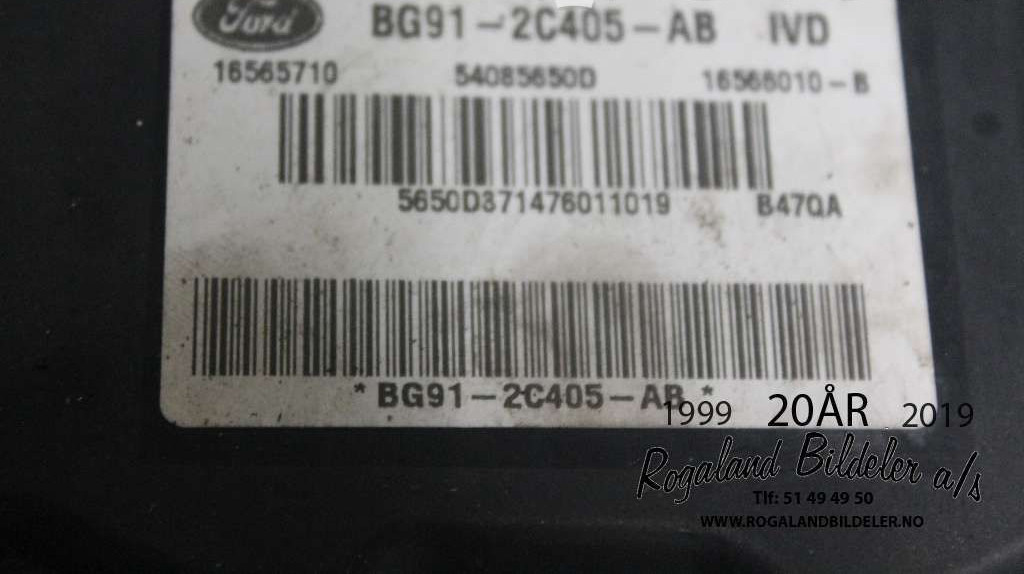 Ford BG91-2C405-AB IVD
16565710 54085650D 16566010-B
5650D371476011019 B47QA
*BG91-2C405-AB*
1999 20ÅR 2019
Rogaland Bildeler a/s
Tlf: 51 49 49 50
WWW.ROGALANDBILDELER.NO